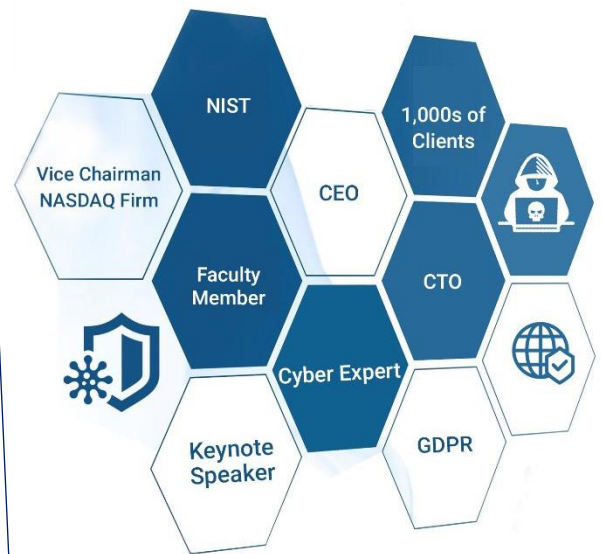 NIST
1,000s of
Clients
Vice Chairman
NASDAQ Firm
CEO
Faculty
Member
CTO
Cyber Expert
Keynote
Speaker
GDPR